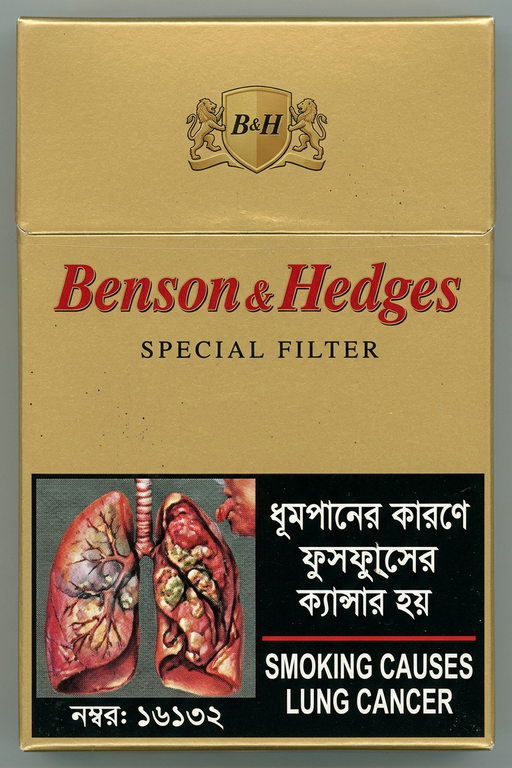 B&H
Benson & Hedges
SPECIAL FILTER
ধূমপানের কারণে
ফুসফুসের
ক্যান্সার হয়
SMOKING CAUSES
LUNG CANCER
নম্বর: ১৬১৩২